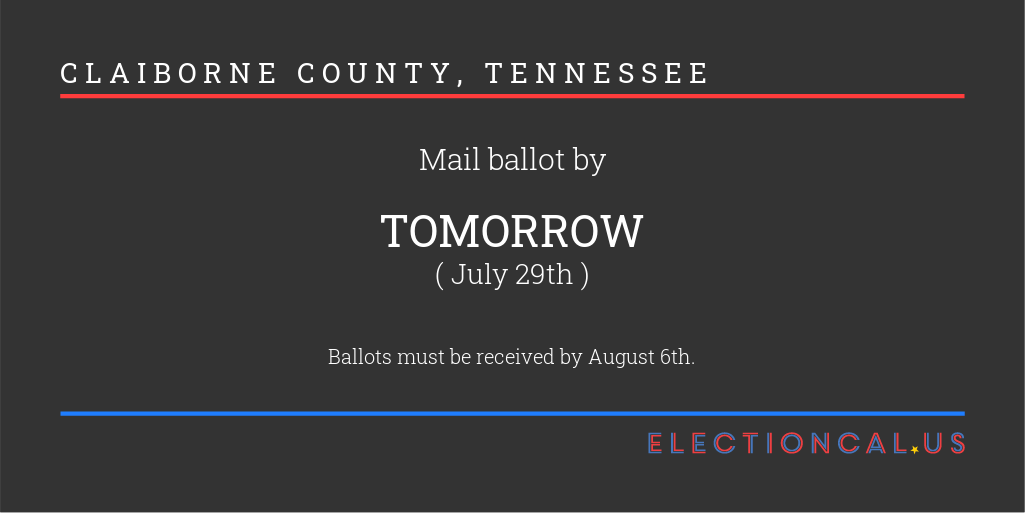 CLAIBORNE COUNTY, TENNESSEE
Mail ballot by
TOMORROW
( July 29th )
Ballots must be received by August 6th.
ELECTIONCAL.US